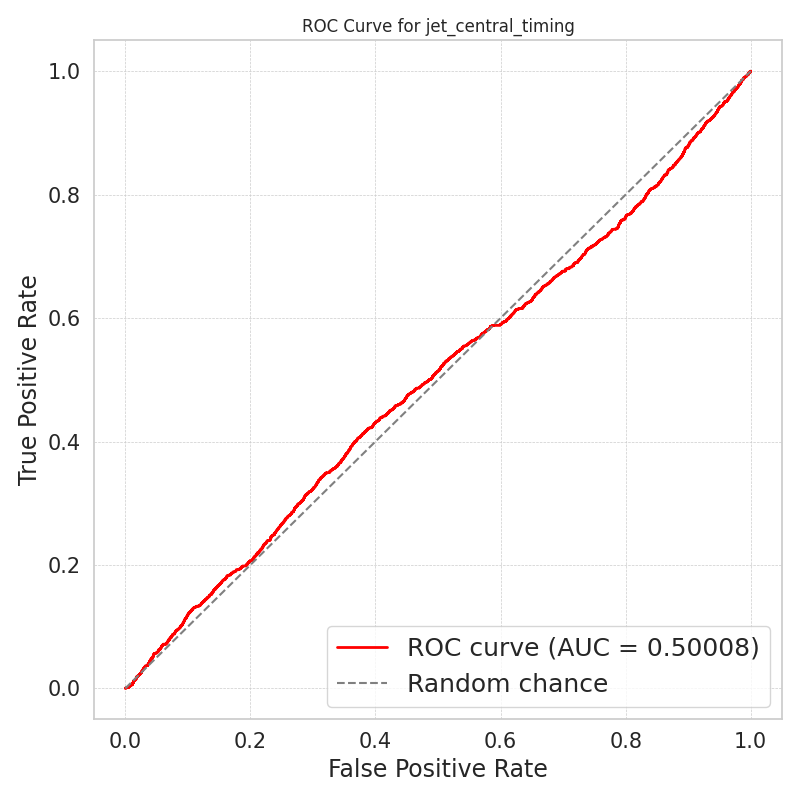 ROC Curve for jet_central_timing
1.0
0.8
0.6
0.4
0.2
0.0
True Positive Rate
ROC curve (AUC = 0.50008)
Random chance
0.0 0.2 0.4 0.6 0.8 1.0
False Positive Rate